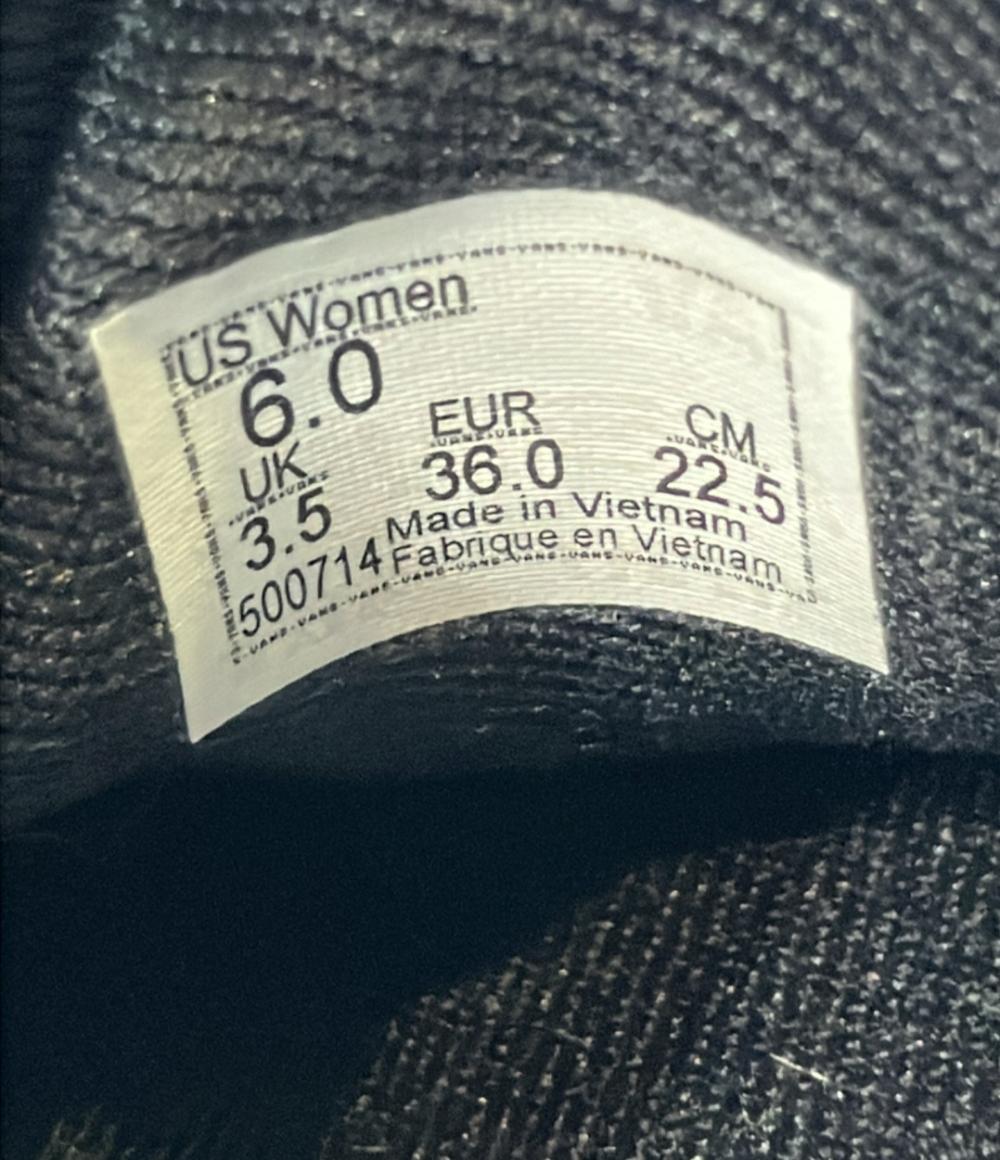 US Women
6.0
UK EUR CM
3.5 36.0 22.5
Made in Vietnam
500714 Fabrique en Vietnam